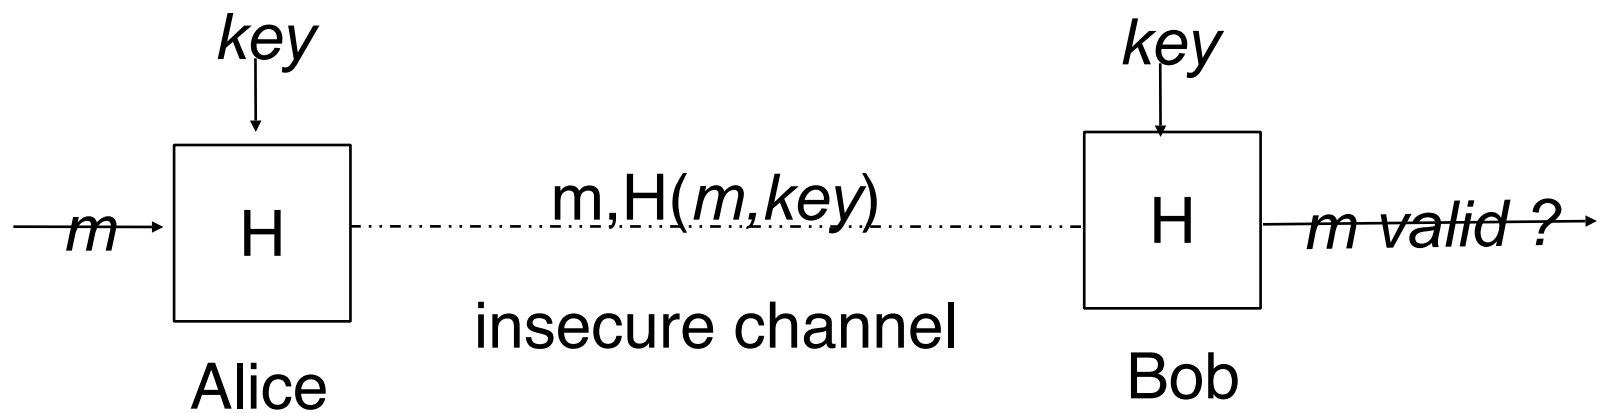 key
key
m
H
m,H(m,key)
H
m valid ?
insecure channel
Alice
Bob